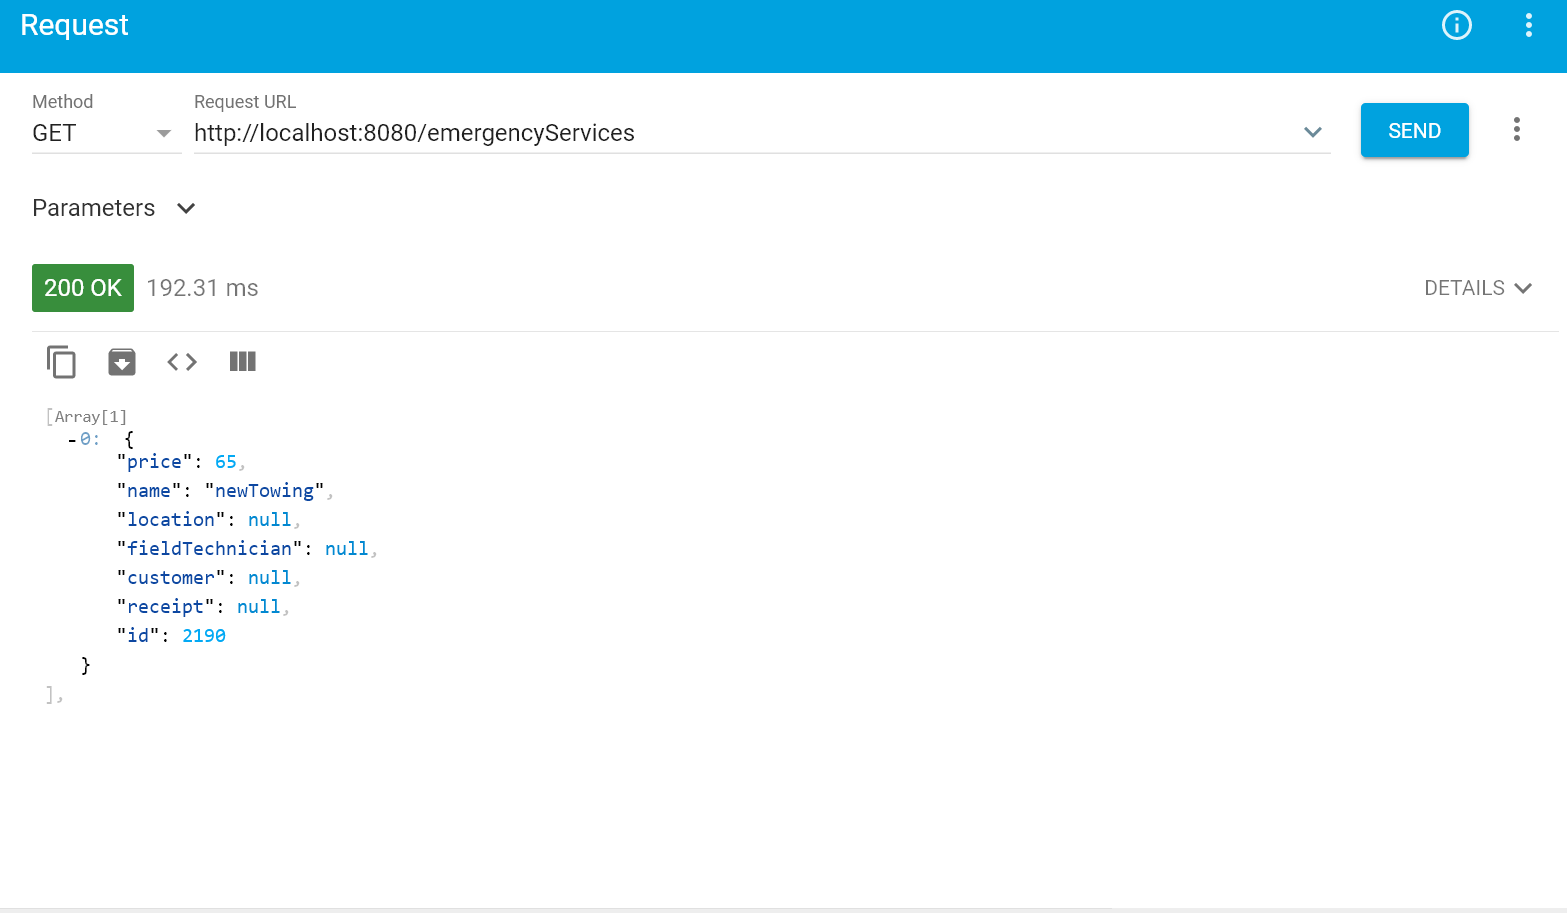 Request
Method
Request URL
GET
http://localhost:8080/emergencyServices
SEND
Parameters
200 OK
192.31 ms
DETAILS
[Array[1]
-0: {
"price": 65,
"name": "newTowing",
"location": null,
"fieldTechnician": null,
"customer": null,
"receipt": null,
"id": 2190
}
],